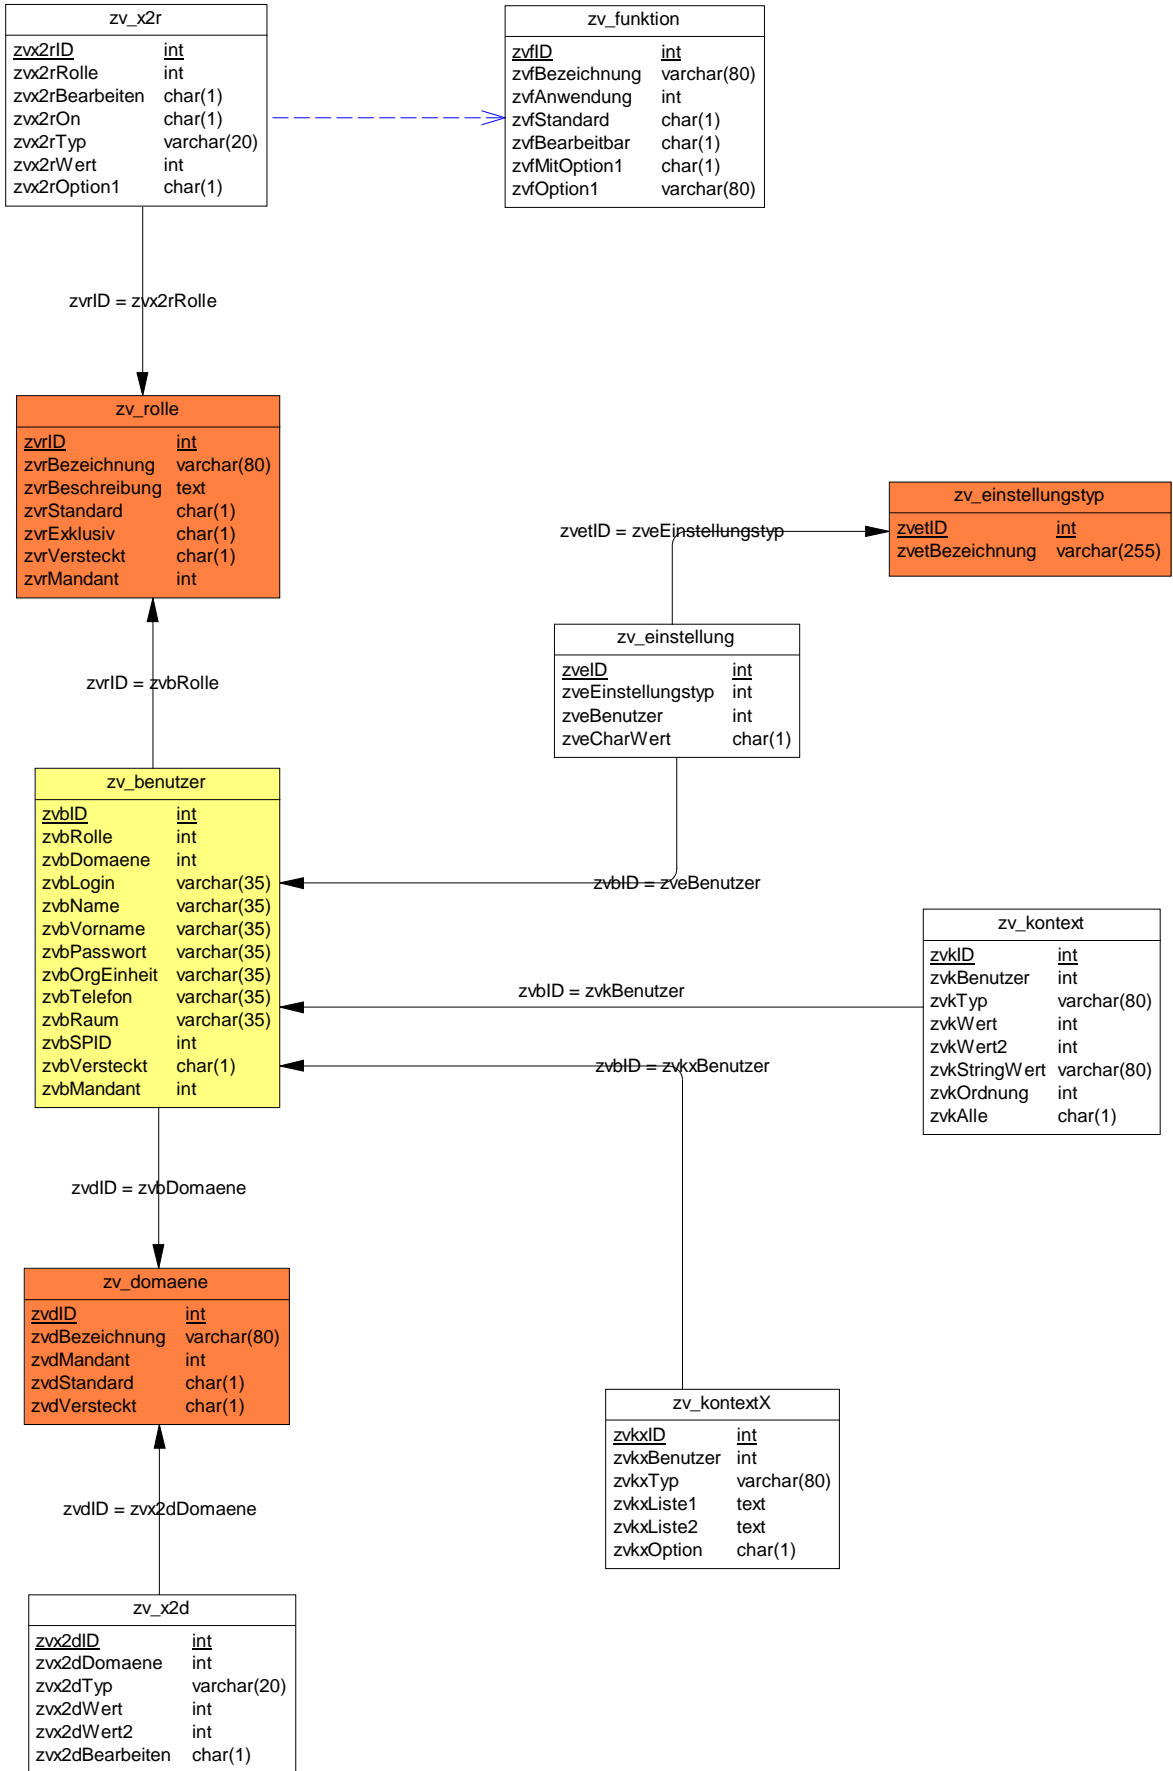 zv_x2r
zvx2rID int
zvx2rRolle int
zvx2rBearbeiten char(1)
zvx2rOn char(1)
zvx2rTyp varchar(20)
zvx2rWert int
zvx2rOption1 char(1)
zv_funktion
zvfID int
zvfBezeichnung varchar(80)
zvfAnwendung int
zvfStandard char(1)
zvfBearbeitbar char(1)
zvfMitOption1 char(1)
zvfOption1 varchar(80)
zvrID = zvx2rRolle
zv_rolle
zvrID int
zvrBezeichnung varchar(80)
zvrBeschreibung text
zvrStandard char(1)
zvrExklusiv char(1)
zvrVersteckt char(1)
zvrMandant int
zv_einstellungstyp
zvetID int
zvetBezeichnung varchar(255)
zvetID = zveEinstellungstyp
zv_einstellung
zveID int
zveEinstellungstyp int
zveBenutzer int
zveCharWert char(1)
zvrID = zvbRolle
zv_benutzer
zvbID int
zvbRolle int
zvbDomaene int
zvbLogin varchar(35)
zvbName varchar(35)
zvbVorname varchar(35)
zvbPasswort varchar(35)
zvbOrgEinheit varchar(35)
zvbTelefon varchar(35)
zvbRaum varchar(35)
zvbSPID int
zvbVersteckt char(1)
zvbMandant int
zvbID = zveBenutzer
zvbID = zvkBenutzer
zvbID = zvkxBenutzer
zv_kontext
zvkID int
zvkBenutzer int
zvkTyp varchar(80)
zvkWert int
zvkWert2 int
zvkStringWert varchar(80)
zvkOrdnung int
zvkAlle char(1)
zvdID = zvbDomaene
zv_domaene
zvdID int
zvdBezeichnung varchar(80)
zvdMandant int
zvdStandard char(1)
zvdVersteckt char(1)
zv_kontextX
zvkxID int
zvkxBenutzer int
zvkxTyp varchar(80)
zvkxListe1 text
zvkxListe2 text
zvkxOption char(1)
zvdID = zvx2dDomaene
zv_x2d
zvx2dID int
zvx2dDomaene int
zvx2dTyp varchar(20)
zvx2dWert int
zvx2dWert2 int
zvx2dBearbeiten char(1)